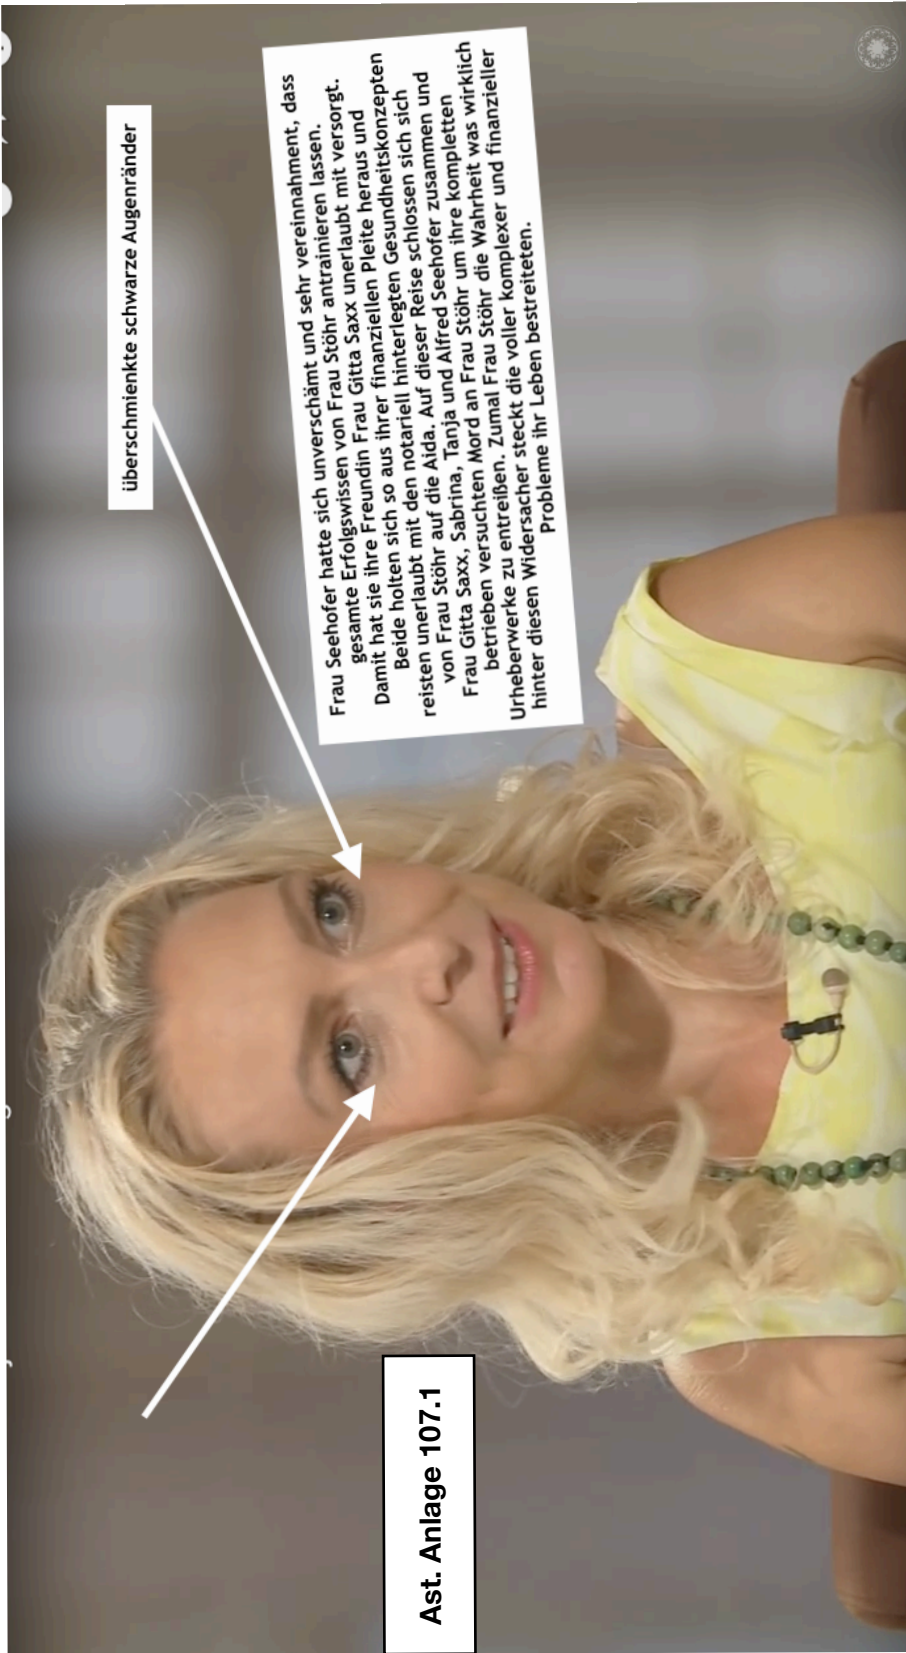 überschmienkte schwarze Augenränder
Frau Seehofer hatte sich unverschämt und sehr vereinnahment, dass
gesamte Erfolgswissen von Frau Stöhr antrainieren lassen.
Damit hat sie ihre Freundin Frau Gitta Saxx unerlaubt mit versorgt.
Beide holten sich so aus ihrer finanziellen Pleite heraus und
reisten unerlaubt mit den notariell hinterlegten Gesundheitskonzepten
von Frau Stöhr auf die Aida. Auf dieser Reise schlossen sich sich
Frau Gitta Saxx, Sabrina, Tanja und Alfred Seehofer zusammen und
betrieben versuchten Mord an Frau Stöhr um ihre kompletten
Urheberwerke zu entreißen. Zumal Frau Stöhr die Wahrheit was wirklich
hinter diesen Widersacher steckt die voller komplexer und finanzieller
Probleme ihr Leben bestreiteten.
Ast. Anlage 107.1